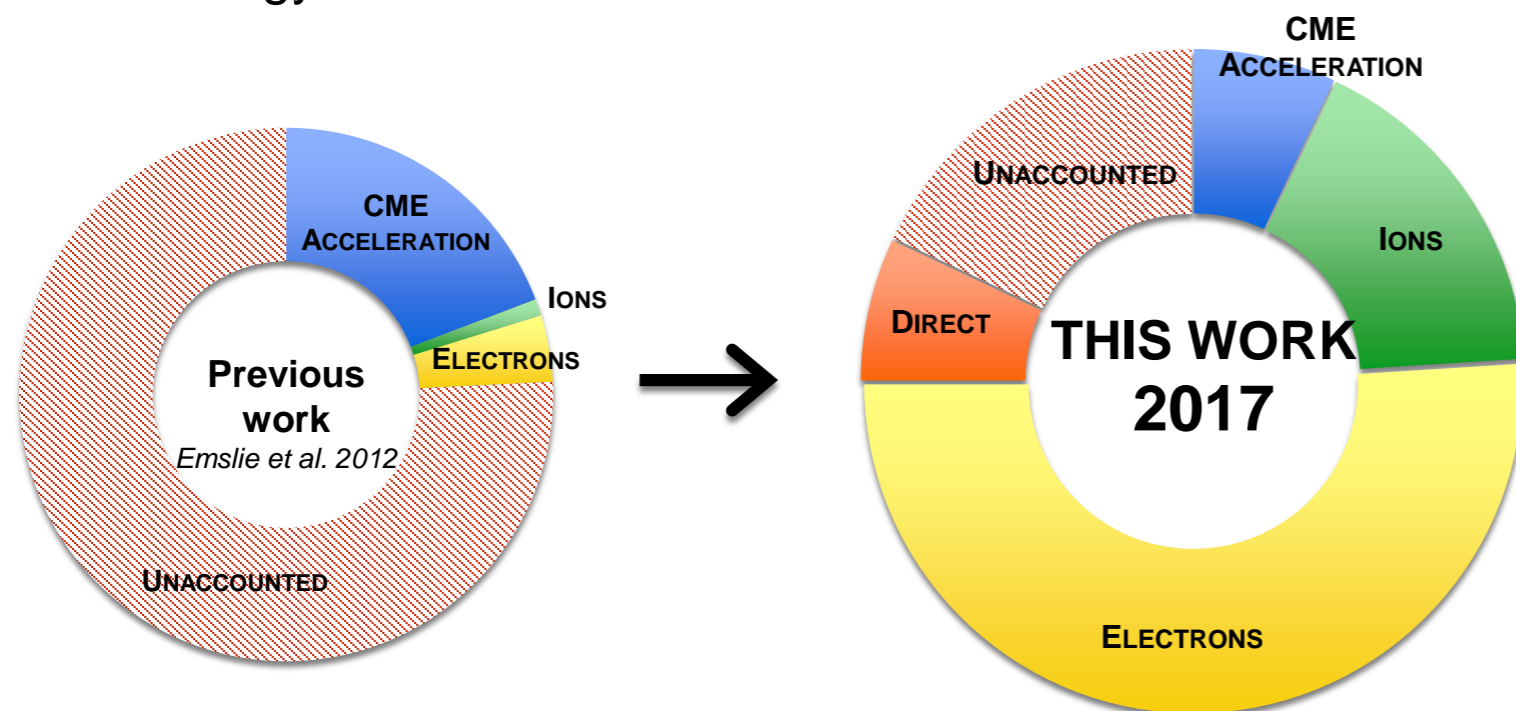 CME
ACCELERATION
IONS
ELECTRONS
Previous
work
Emslie et al. 2012
UNACCOUNTED
CME
ACCELERATION
UNACCOUNTED
IONS
DIRECT
THIS WORK
2017
ELECTRONS